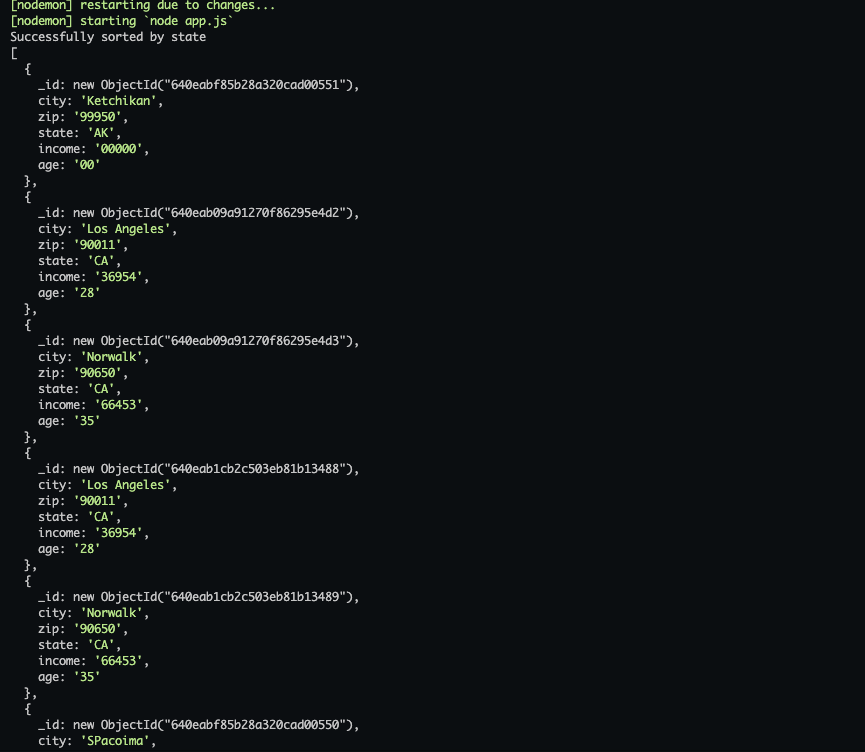 [nodemon] restarting due to changes...
[nodemon] starting `node app.js`
Successfully sorted by state
[
  {
    _id: new ObjectId("640eabf85b28a320cad00551"),
    city: 'Ketchikan',
    zip: '99950',
    state: 'AK',
    income: '00000',
    age: '00'
  },
  {
    _id: new ObjectId("640eab09a91270f86295e4d2"),
    city: 'Los Angeles',
    zip: '90011',
    state: 'CA',
    income: '36954',
    age: '28'
  },
  {
    _id: new ObjectId("640eab09a91270f86295e4d3"),
    city: 'Norwalk',
    zip: '90650',
    state: 'CA',
    income: '66453',
    age: '35'
  },
  {
    _id: new ObjectId("640eab1cb2c503eb81b13488"),
    city: 'Los Angeles',
    zip: '90011',
    state: 'CA',
    income: '36954',
    age: '28'
  },
  {
    _id: new ObjectId("640eab1cb2c503eb81b13489"),
    city: 'Norwalk',
    zip: '90650',
    state: 'CA',
    income: '66453',
    age: '35'
  },
  {
    _id: new ObjectId("640eabf85b28a320cad00550"),
    city: 'SPacoima',